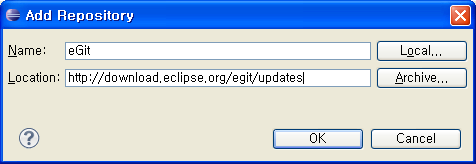 Add Repository
Name: eGit Local...
Location: http://download.eclipse.org/egit/updates Archive...
? OK Cancel